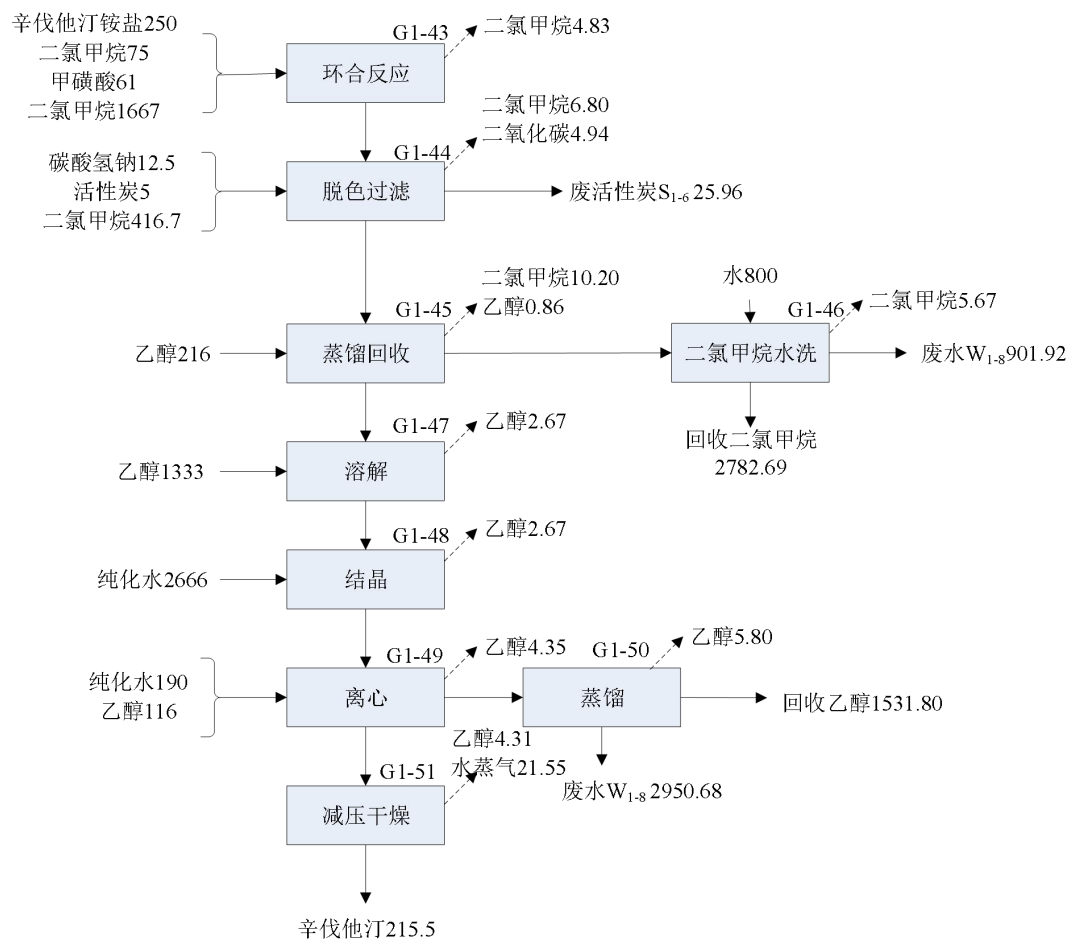 辛伐他汀铵盐250
二氯甲烷75
甲磺酸61
二氯甲烷1667
G1-43
二氯甲烷4.83
环合反应
二氯甲烷6.80
二氧化碳4.94
碳酸氢钠12.5
活性炭5
二氯甲烷416.7
G1-44
脱色过滤
废活性炭S1-6 25.96
二氯甲烷10.20
乙醇0.86
水800
乙醇216
G1-45
蒸馏回收
G1-46
二氯甲烷5.67
二氯甲烷水洗
废水W1-8901.92
回收二氯甲烷
2782.69
乙醇1333
G1-47
乙醇2.67
溶解
纯化水2666
G1-48
乙醇2.67
结晶
纯化水190
乙醇116
G1-49
乙醇4.35
离心
G1-50
乙醇5.80
蒸馏
回收乙醇1531.80
废水W1-8 2950.68
乙醇4.31
水蒸气21.55
G1-51
减压干燥
辛伐他汀215.5